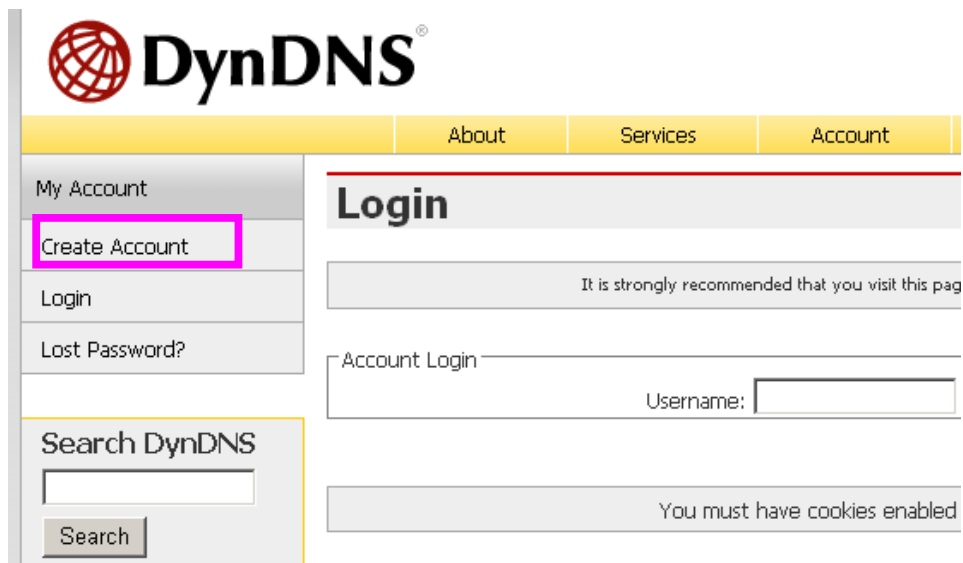 DynDNS®
About Services Account
My Account
Create Account
Login
Lost Password?
Search DynDNS
Search
Login
It is strongly recommended that you visit this pag
Account Login
Username:
You must have cookies enabled